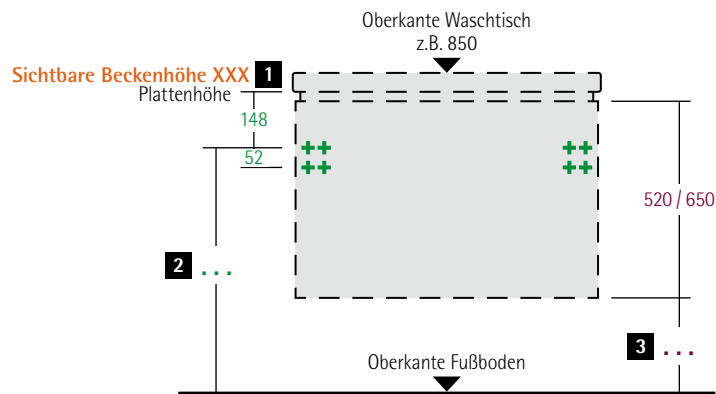 Oberkante Waschtisch
z.B. 850
Sichtbare Beckenhöhe XXX 1
Plattenhöhe
148
52
520 / 650
2 . . .
3 . . .
Oberkante Fußboden